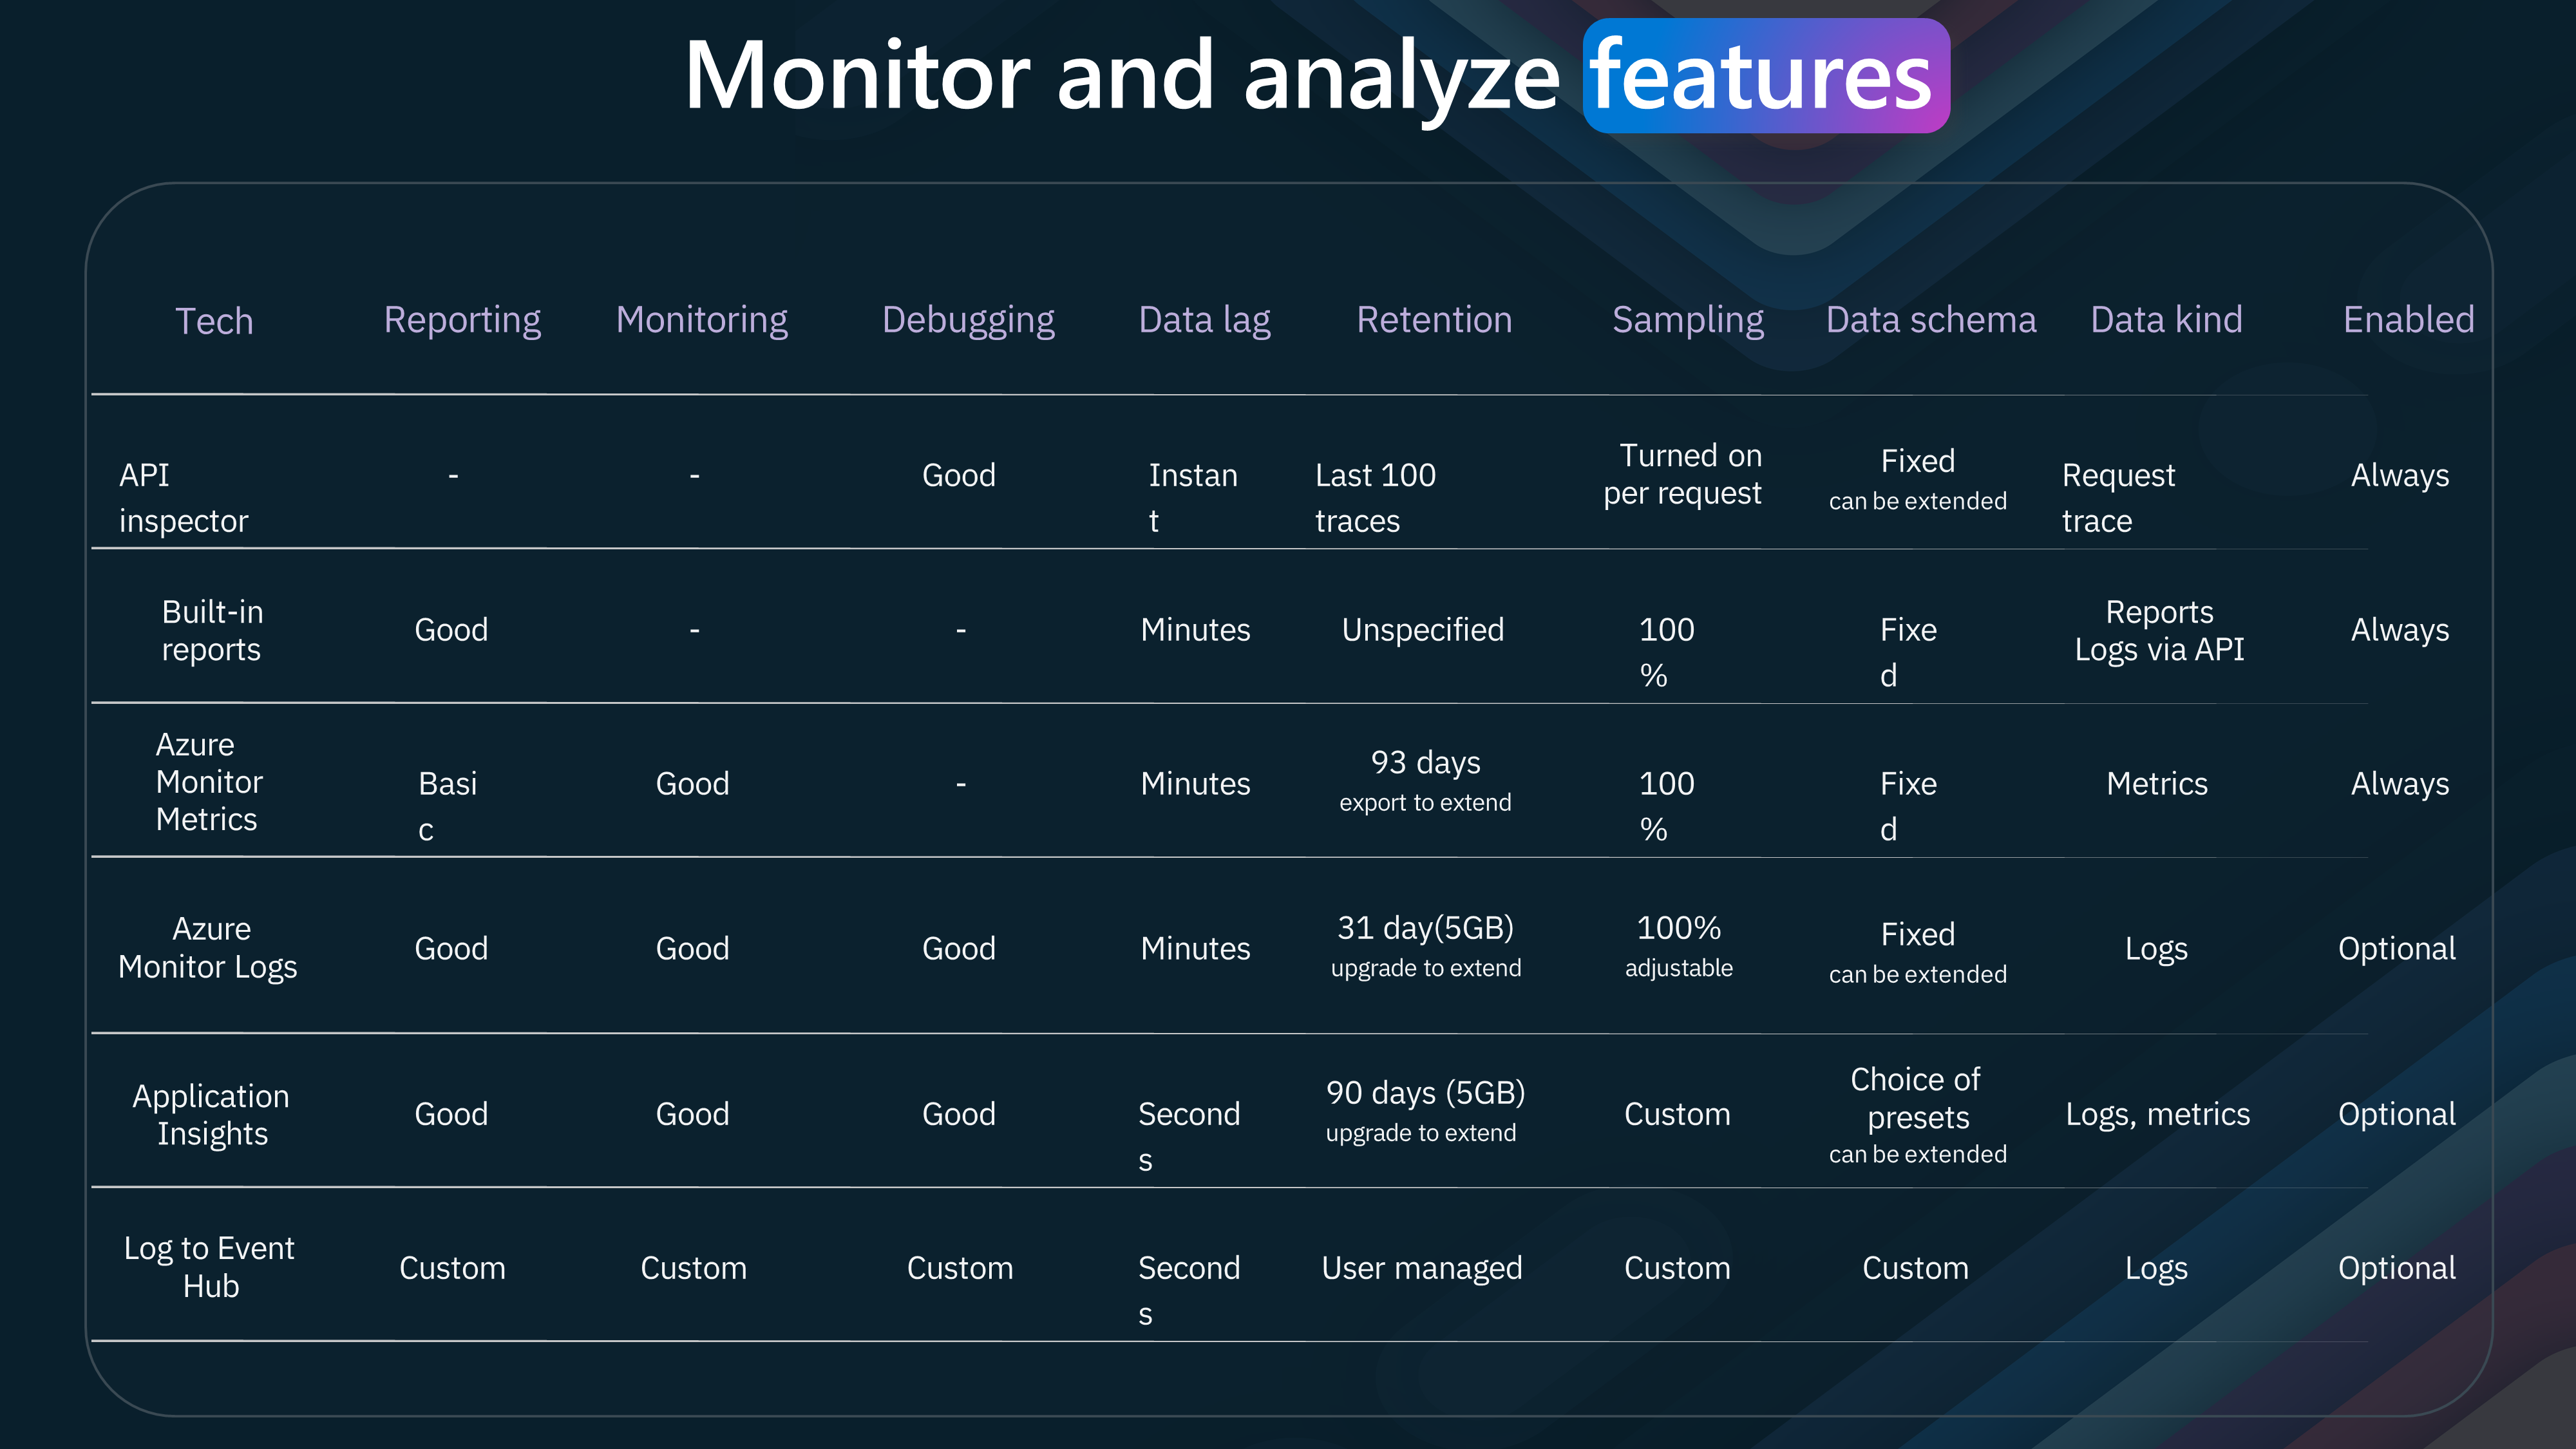 Monitor and analyze features
Tech Reporting Monitoring Debugging Data lag Retention Sampling Data schema Data kind Enabled
API
inspector
-
-
Good
Instan
t
Last 100
traces
Turned on
per request
Fixed
can be extended
Request
trace
Always
Built-in
reports
Good
-
-
Minutes
Unspecified
100
%
Fixe
d
Reports
Logs via API
Always
Azure
Monitor
Metrics
Basi
c
Good
-
Minutes
93 days
export to extend
100
%
Fixe
d
Metrics
Always
Azure
Monitor Logs
Good
Good
Good
Minutes
31 day(5GB)
upgrade to extend
100%
adjustable
Fixed
can be extended
Logs
Optional
Application
Insights
Good
Good
Good
Second
s
90 days (5GB)
upgrade to extend
Custom
Choice of
presets
can be extended
Logs, metrics
Optional
Log to Event
Hub
Custom
Custom
Custom
Second
s
User managed
Custom
Custom
Logs
Optional